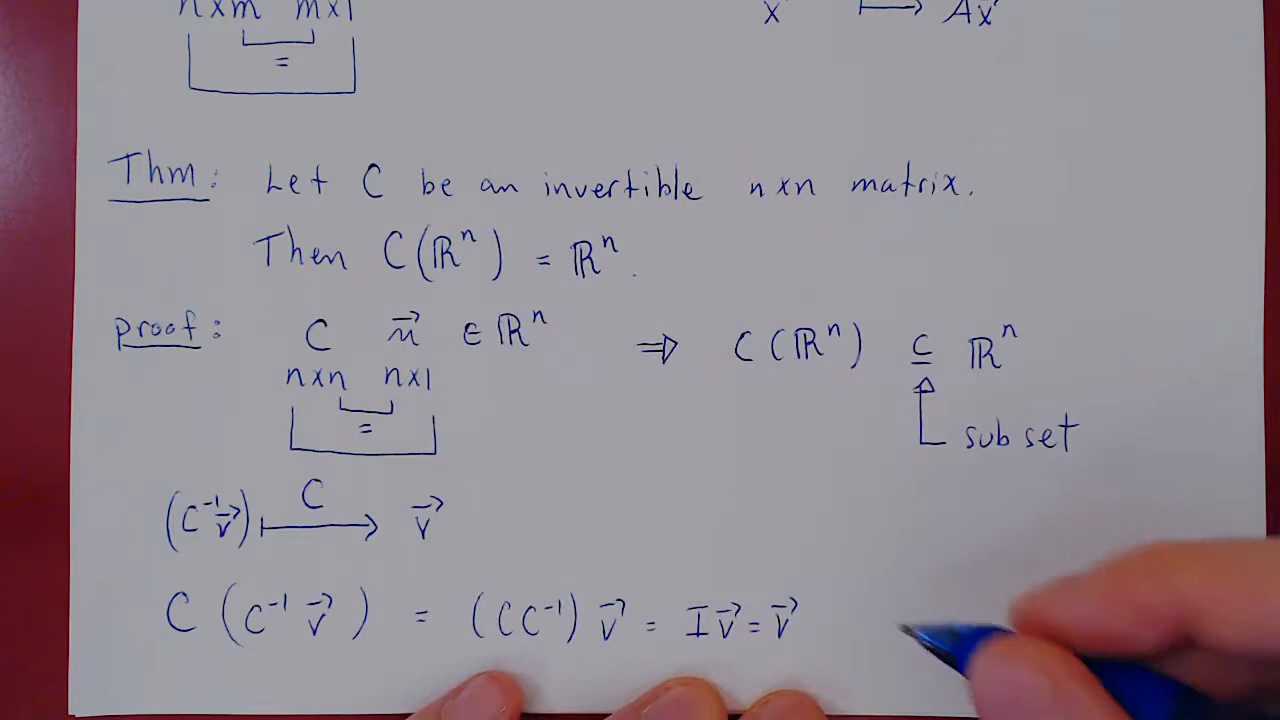 n×m m×1 x⃗ ↦ Ax⃗
=
Thm: Let C be an invertible n×n matrix.
Then C(ℝⁿ) = ℝⁿ.
proof: C u⃗ ∈ ℝⁿ ⇒ C(ℝⁿ) ⊆ ℝⁿ
n×n n×1
= subset
(C⁻¹v⃗) C ↦ v⃗
C(C⁻¹v⃗) = (CC⁻¹)v⃗ = Iv⃗ = v⃗